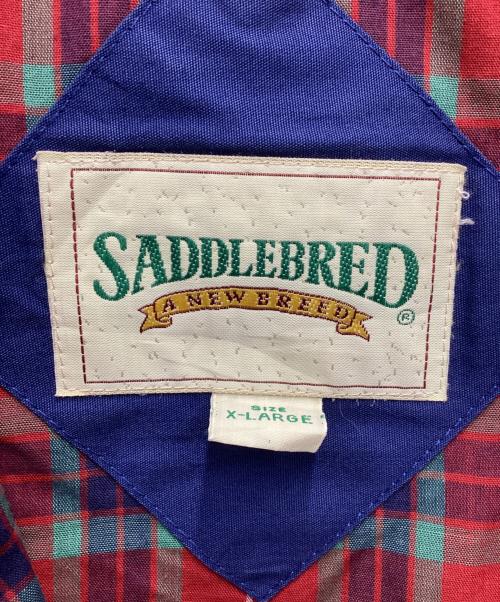 SADDLEBRED
A NEW BREED
®
SIZE
X-LARGE